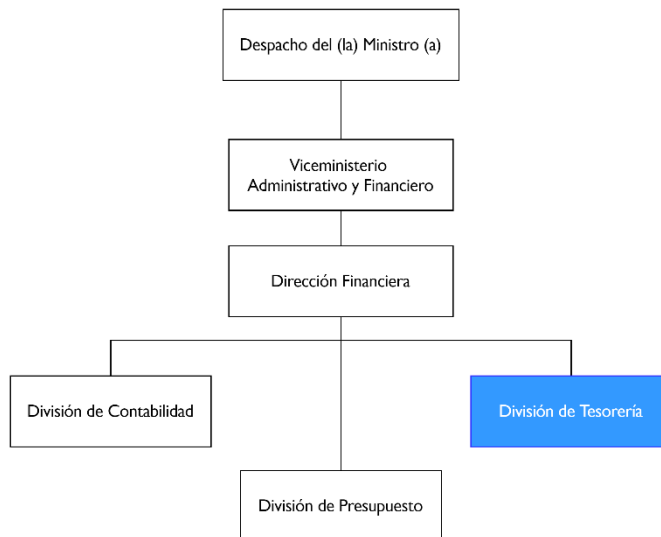 Despacho del (la) Ministro (a)
Viceministerio
Administrativo y Financiero
Dirección Financiera
División de Contabilidad
División de Tesorería
División de Presupuesto